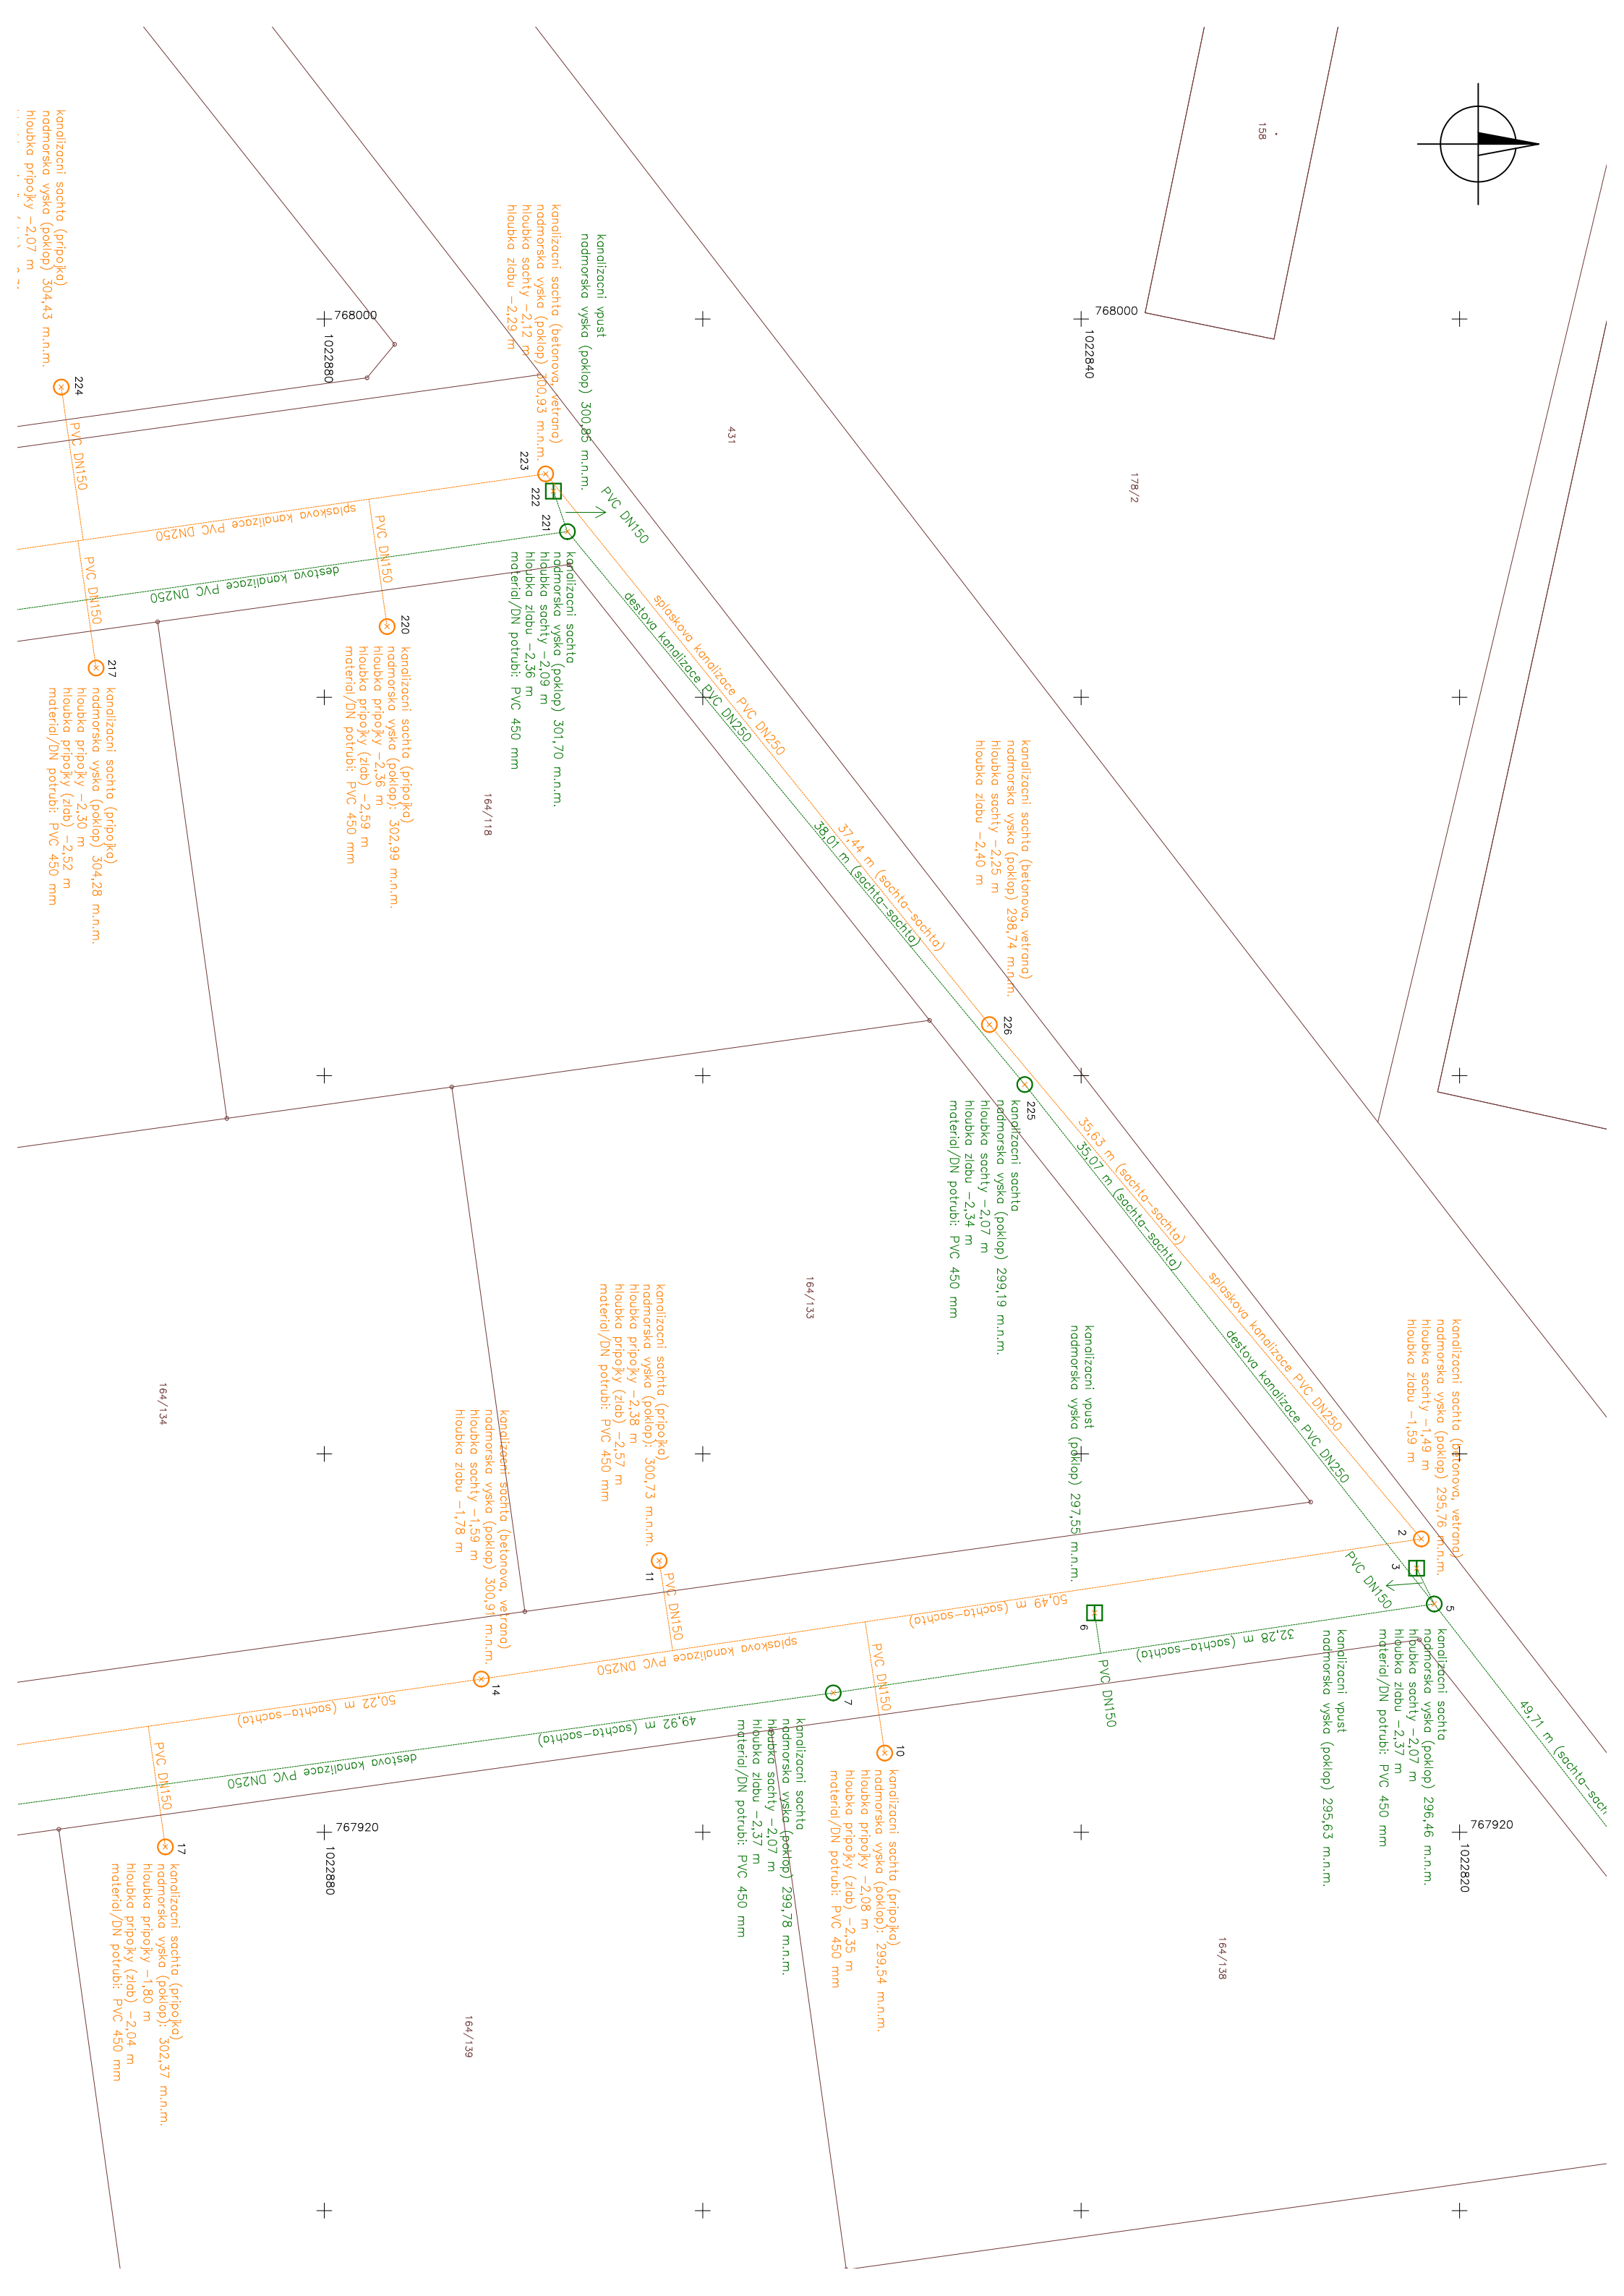 158
kanalizacni sachta (pripojka)
nadmorska vyska (poklop) 304,43 m.n.m.
hloubka pripojky -2,07 m
224
PVC DN150
kanalizacni sachta (betonova, vetrana)
nadmorska vyska (poklop) 300,93 m.n.m.
hloubka sachty -2,12 m
hloubka zlabu -2,29 m
223
kanalizacni vpust
nadmorska vyska (poklop) 300,85 m.n.m.
222
PVC DN150
221
kanalizacni sachta
nadmorska vyska (poklop) 301,70 m.n.m.
hloubka sachty -2,09 m
hloubka zlabu -2,36 m
material/DN potrubi: PVC 450 mm
768000
1022880
768000
1022840
431
178/2
splaskova kanalizace PVC DN250
destova kanalizace PVC DN250
PVC DN150
220
kanalizacni sachta (pripojka)
nadmorska vyska (poklop): 302,99 m.n.m.
hloubka pripojky -2,36 m
hloubka pripojky (zlab) -2,59 m
material/DN potrubi: PVC 450 mm
PVC DN150
217
kanalizacni sachta (pripojka)
nadmorska vyska (poklop) 304,28 m.n.m.
hloubka pripojky -2,30 m
hloubka pripojky (zlab) -2,52 m
material/DN potrubi: PVC 450 mm
splaskova kanalizace PVC DN250
destova kanalizace PVC DN250
37,44 m (sachta-sachta)
38,01 m (sachta-sachta)
164/118
kanalizacni sachta (betonova, vetrana)
nadmorska vyska (poklop) 298,74 m.n.m.
hloubka sachty -2,25 m
hloubka zlabu -2,40 m
226
225
kanalizacni sachta
nadmorska vyska (poklop) 299,19 m.n.m.
hloubka sachty -2,07 m
hloubka zlabu -2,34 m
material/DN potrubi: PVC 450 mm
35,63 m (sachta-sachta)
35,07 m (sachta-sachta)
splaskova kanalizace PVC DN250
destova kanalizace PVC DN250
164/133
164/134
kanalizacni sachta (betonova, vetrana)
nadmorska vyska (poklop) 295,76 m.n.m.
hloubka sachty -1,49 m
hloubka zlabu -1,59 m
2
kanalizacni vpust
nadmorska vyska (poklop) 297,55 m.n.m.
6
PVC DN150
kanalizacni sachta (pripojka)
nadmorska vyska (poklop): 300,73 m.n.m.
hloubka pripojky -2,38 m
hloubka pripojky (zlab) -2,57 m
material/DN potrubi: PVC 450 mm
11
PVC DN150
kanalizacni sachta (betonova, vetrana)
nadmorska vyska (poklop) 300,91 m.n.m.
hloubka sachty -1,59 m
hloubka zlabu -1,78 m
14
3
PVC DN150
5
kanalizacni sachta
nadmorska vyska (poklop) 296,46 m.n.m.
hloubka sachty -2,07 m
hloubka zlabu -2,37 m
material/DN potrubi: PVC 450 mm
kanalizacni vpust
nadmorska vyska (poklop) 295,63 m.n.m.
49,71 m (sachta-sach
50,49 m (sachta-sachta)
32,28 m (sachta-sachta)
splaskova kanalizace PVC DN250
50,22 m (sachta-sachta)
49,92 m (sachta-sachta)
destova kanalizace PVC DN250
7
kanalizacni sachta
nadmorska vyska (poklop) 299,78 m.n.m.
hloubka sachty -2,07 m
hloubka zlabu -2,37 m
material/DN potrubi: PVC 450 mm
PVC DN150
10
kanalizacni sachta (pripojka)
nadmorska vyska (poklop): 299,54 m.n.m.
hloubka pripojky -2,08 m
hloubka pripojky (zlab) -2,35 m
material/DN potrubi: PVC 450 mm
PVC DN150
17
kanalizacni sachta (pripojka)
nadmorska vyska (poklop): 302,37 m.n.m.
hloubka pripojky -1,80 m
hloubka pripojky (zlab) -2,04 m
material/DN potrubi: PVC 450 mm
767920
1022880
767920
1022820
164/138
164/139